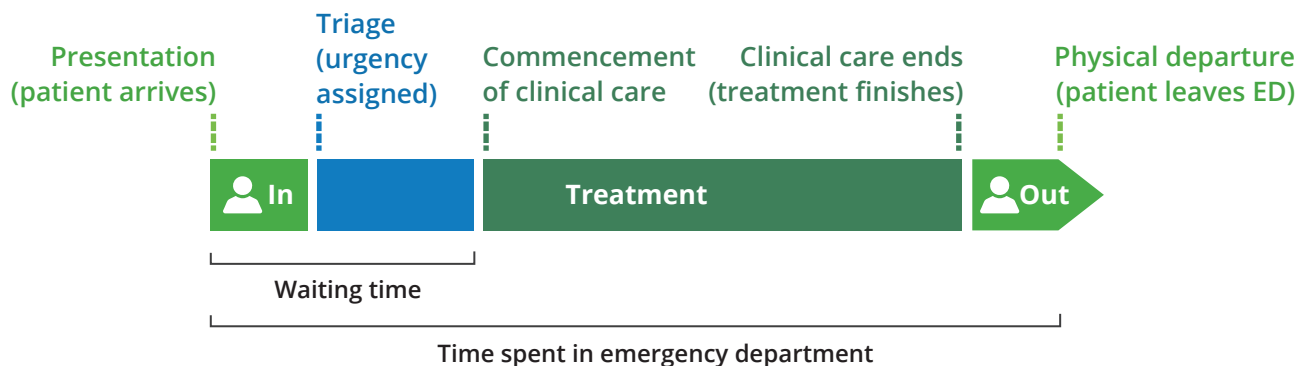 Presentation
(patient arrives)
Triage
(urgency
assigned)
Commencement
of clinical care
Clinical care ends
(treatment finishes)
Physical departure
(patient leaves ED)
In
Treatment
Out
Waiting time
Time spent in emergency department